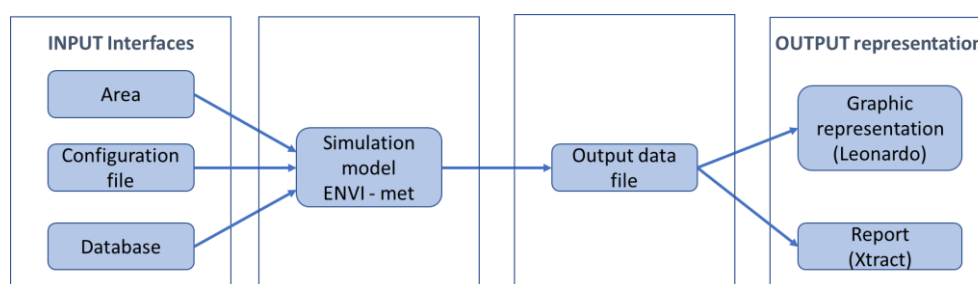 INPUT Interfaces
Area
Configuration
file
Database
Simulation
model
ENVI - met
Output data
file
OUTPUT representation
Graphic
representation
(Leonardo)
Report
(Xtract)